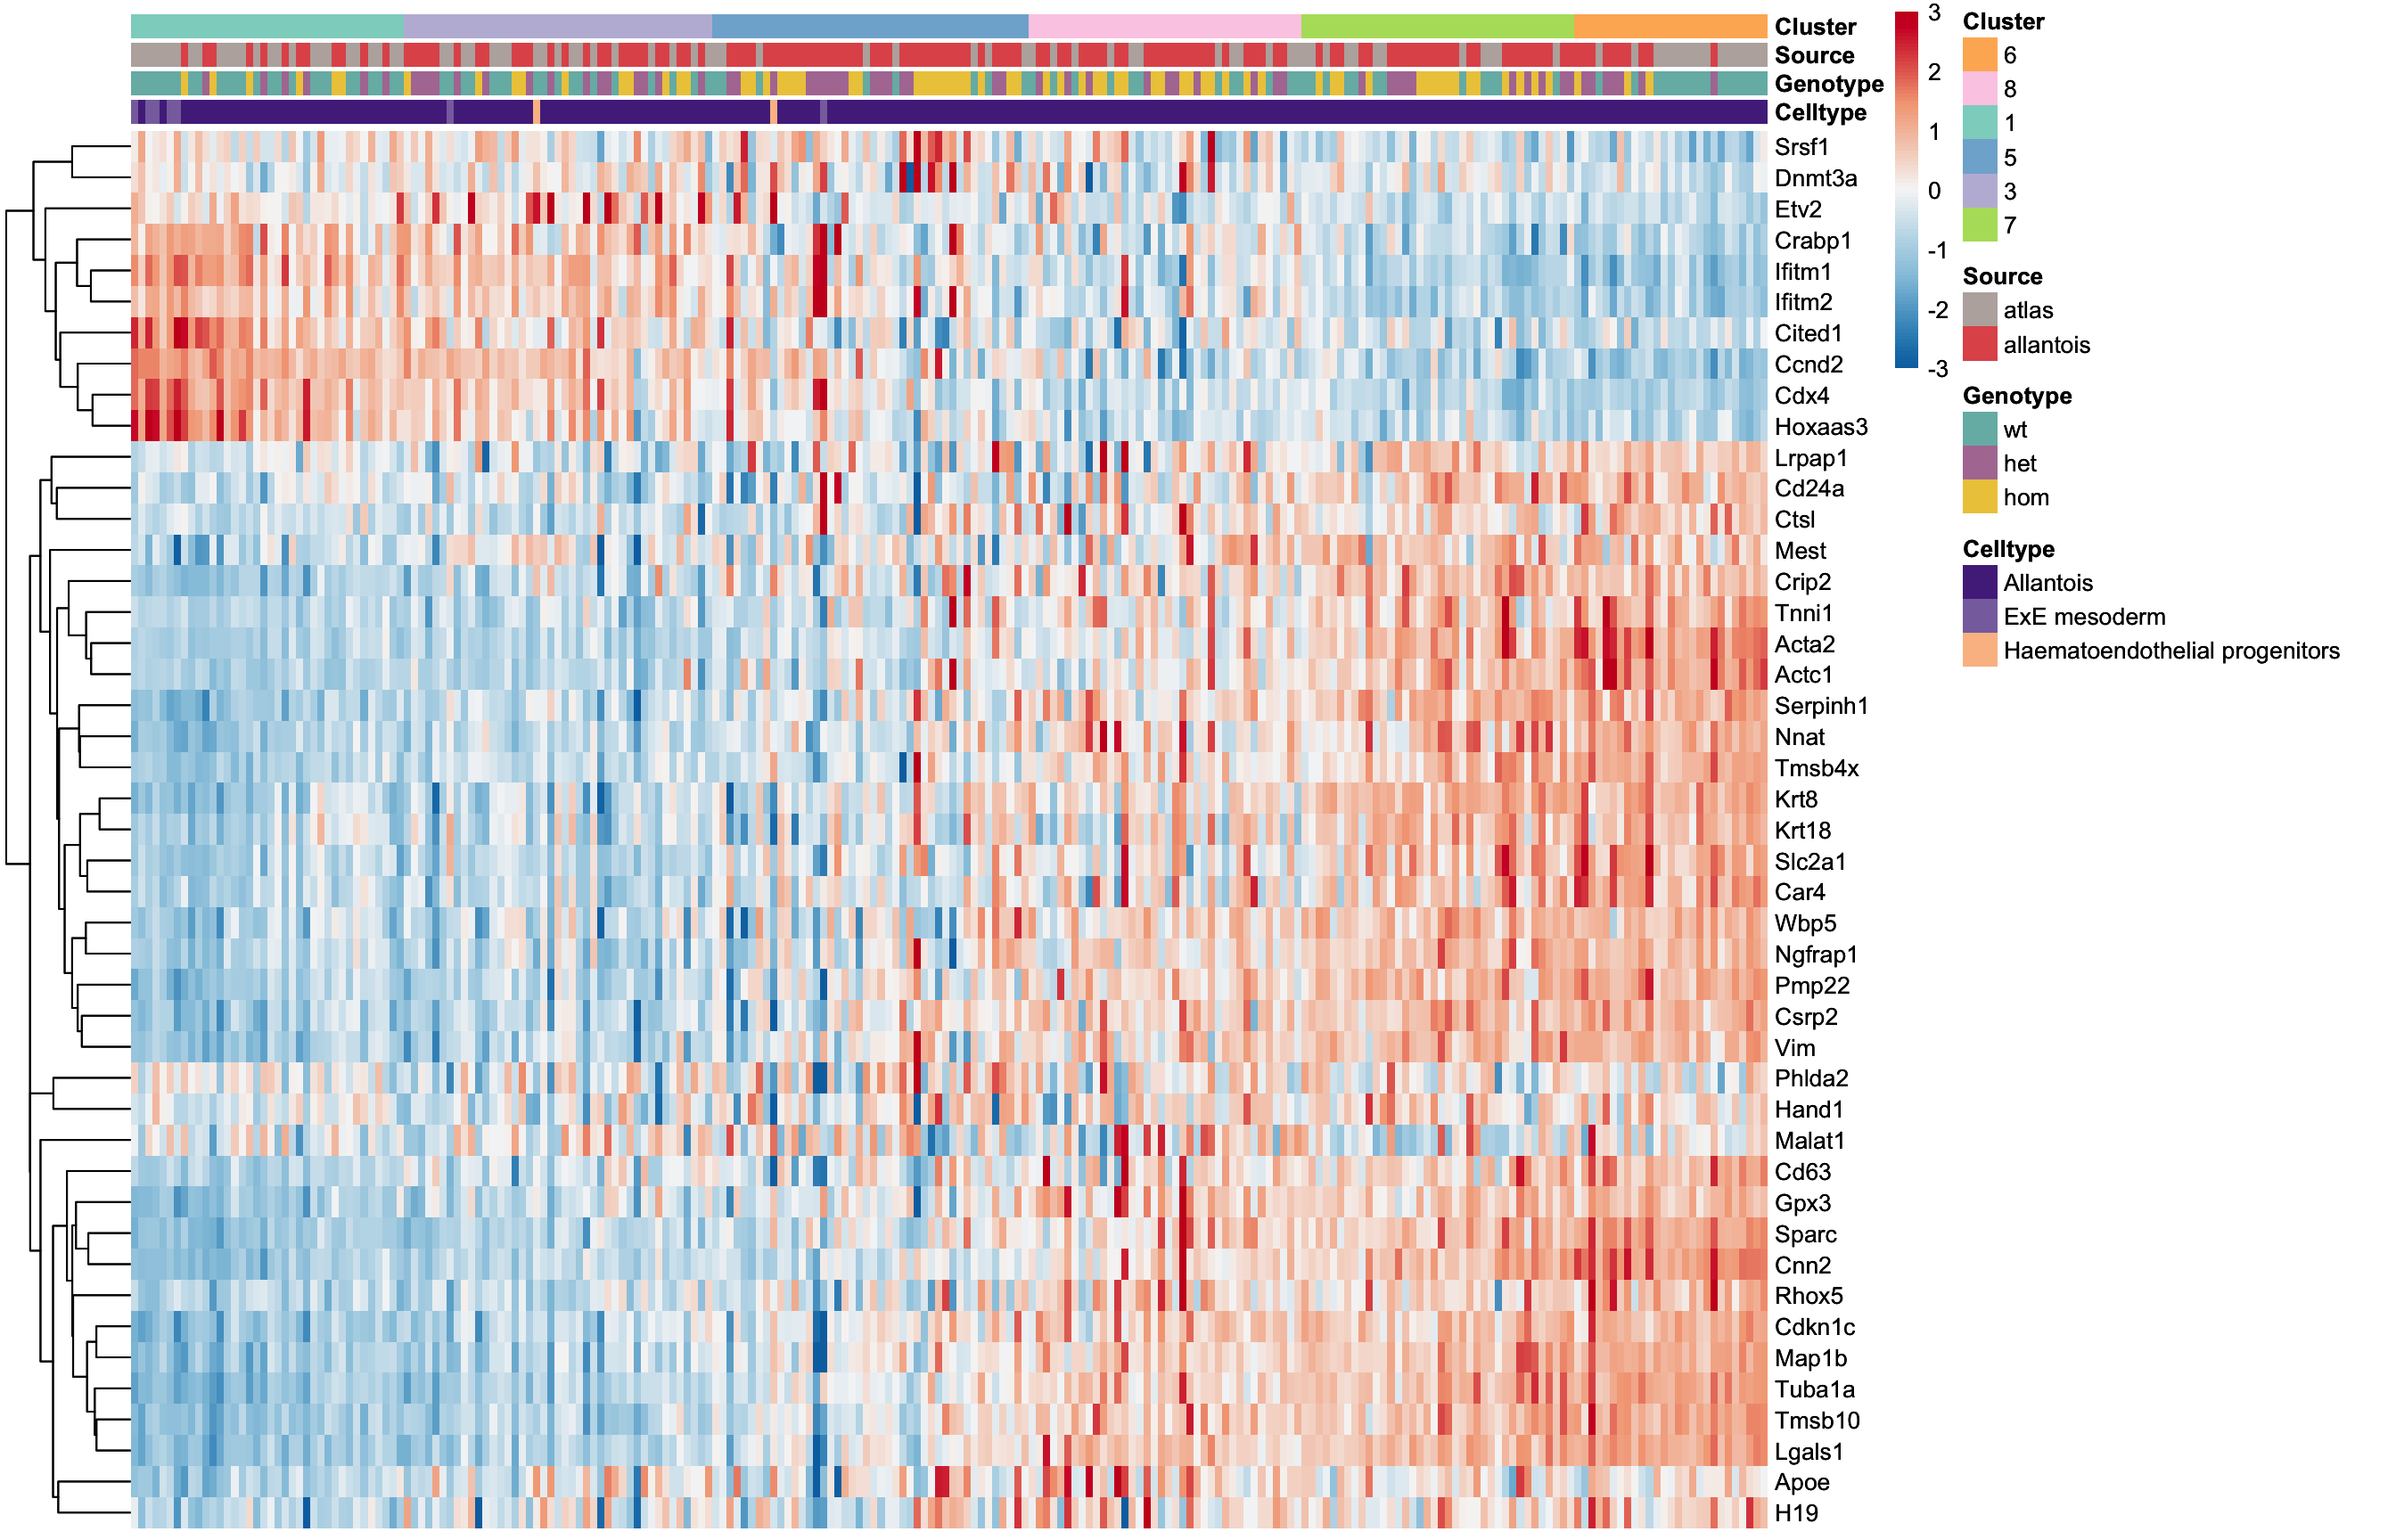 Cluster
Source
Genotype
Celltype
Srsf1
Dnmt3a
Etv2
Crabp1
Ifitm1
Ifitm2
Cited1
Ccnd2
Cdx4
Hoxaas3
Lrpap1
Cd24a
Ctsl
Mest
Crip2
Tnni1
Acta2
Actc1
Serpinh1
Nnat
Tmsb4x
Krt8
Krt18
Slc2a1
Car4
Wbp5
Ngfrap1
Pmp22
Csrp2
Vim
Phlda2
Hand1
Malat1
Cd63
Gpx3
Sparc
Cnn2
Rhox5
Cdkn1c
Map1b
Tuba1a
Tmsb10
Lgals1
Apoe
H19
3
2
1
0
-1
-2
-3
Cluster
6
8
1
5
3
7
Source
atlas
allantois
Genotype
wt
het
hom
Celltype
Allantois
ExE mesoderm
Haematoendothelial progenitors